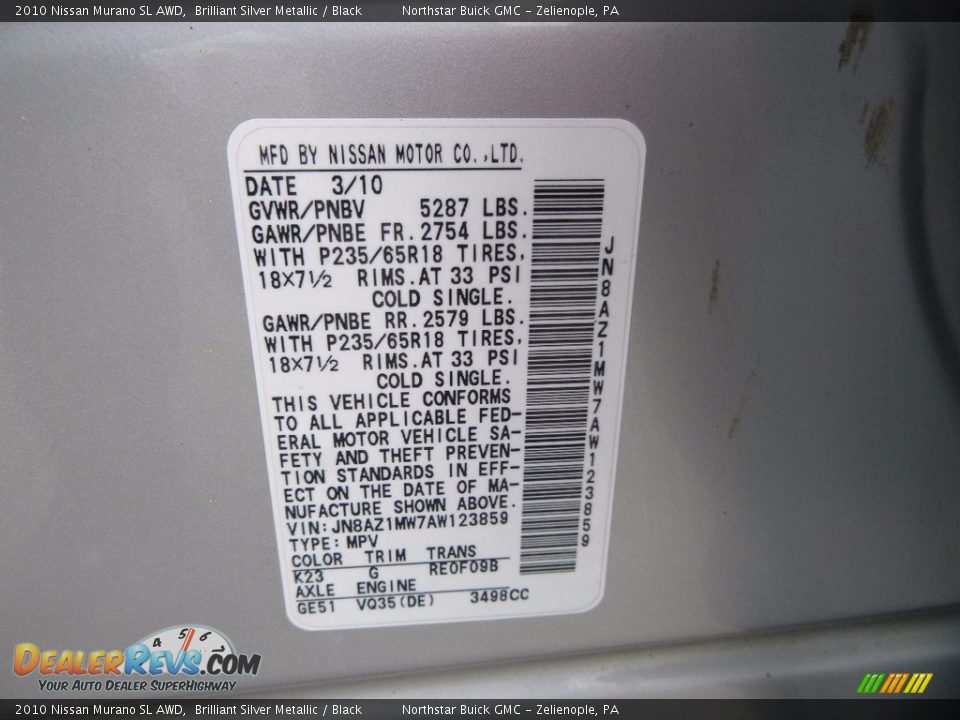 2010 Nissan Murano SL AWD, Brilliant Silver Metallic / Black Northstar Buick GMC - Zelienople, PA
MFD BY NISSAN MOTOR CO.,LTD.
DATE 3/10
GVWR/PNBV 5287 LBS.
GAWR/PNBE FR.2754 LBS.
WITH P235/65R18 TIRES,
18×7½ RIMS.AT 33 PSI
COLD SINGLE.
GAWR/PNBE RR.2579 LBS.
WITH P235/65R18 TIRES,
18×7½ RIMS.AT 33 PSI
COLD SINGLE.
THIS VEHICLE CONFORMS
TO ALL APPLICABLE FED-
ERAL MOTOR VEHICLE SA-
FETY AND THEFT PREVEN-
TION STANDARDS IN EFF-
ECT ON THE DATE OF MA-
NUFACTURE SHOWN ABOVE.
VIN:JN8AZ1MW7AW123859
TYPE:MPV
COLOR TRIM TRANS
K23 G RE0F09B
AXLE ENGINE
GE51 VQ35(DE) 3498CC
JN8AZ1MW7AW123859
4 5 6
DEALERREVS.COM
YOUR AUTO DEALER SUPERHIGHWAY
2010 Nissan Murano SL AWD, Brilliant Silver Metallic / Black Northstar Buick GMC - Zelienople, PA